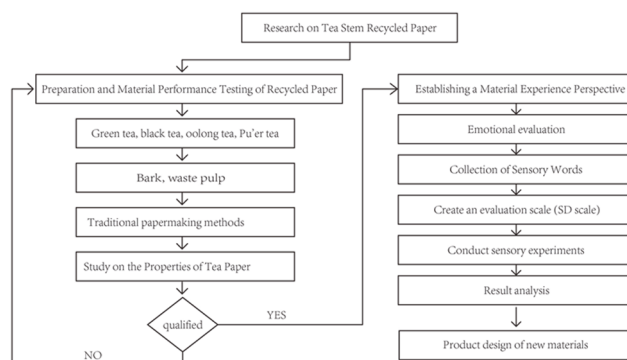 Research on Tea Stem Recycled Paper
Preparation and Material Performance Testing of Recycled Paper
Green tea, black tea, oolong tea, Pu'er tea
Bark, waste pulp
Traditional papermaking methods
Study on the Properties of Tea Paper
qualified
YES
NO
Establishing a Material Experience Perspective
Emotional evaluation
Collection of Sensory Words
Create an evaluation scale (SD scale)
Conduct sensory experiments
Result analysis
Product design of new materials